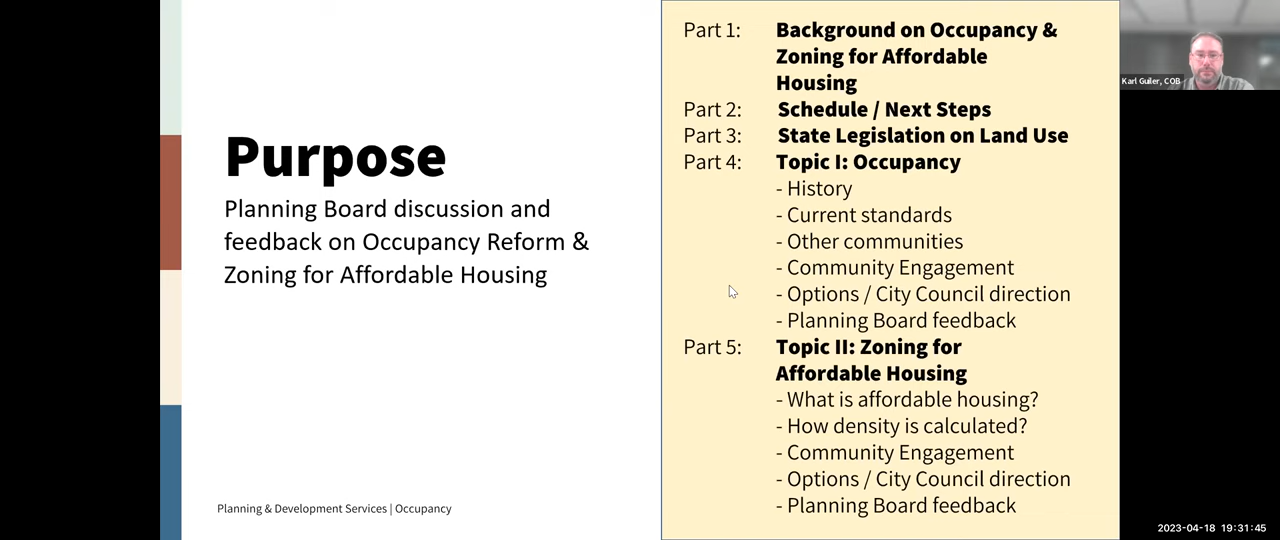 Purpose
Planning Board discussion and
feedback on Occupancy Reform &
Zoning for Affordable Housing
Planning & Development Services | Occupancy
Part 1: Background on Occupancy &
Zoning for Affordable
Housing
Part 2: Schedule / Next Steps
Part 3: State Legislation on Land Use
Part 4: Topic I: Occupancy
- History
- Current standards
- Other communities
- Community Engagement
- Options / City Council direction
- Planning Board feedback
Part 5: Topic II: Zoning for
Affordable Housing
- What is affordable housing?
- How density is calculated?
- Community Engagement
- Options / City Council direction
- Planning Board feedback
Karl Guiler, COB
2023-04-18 19:31:45